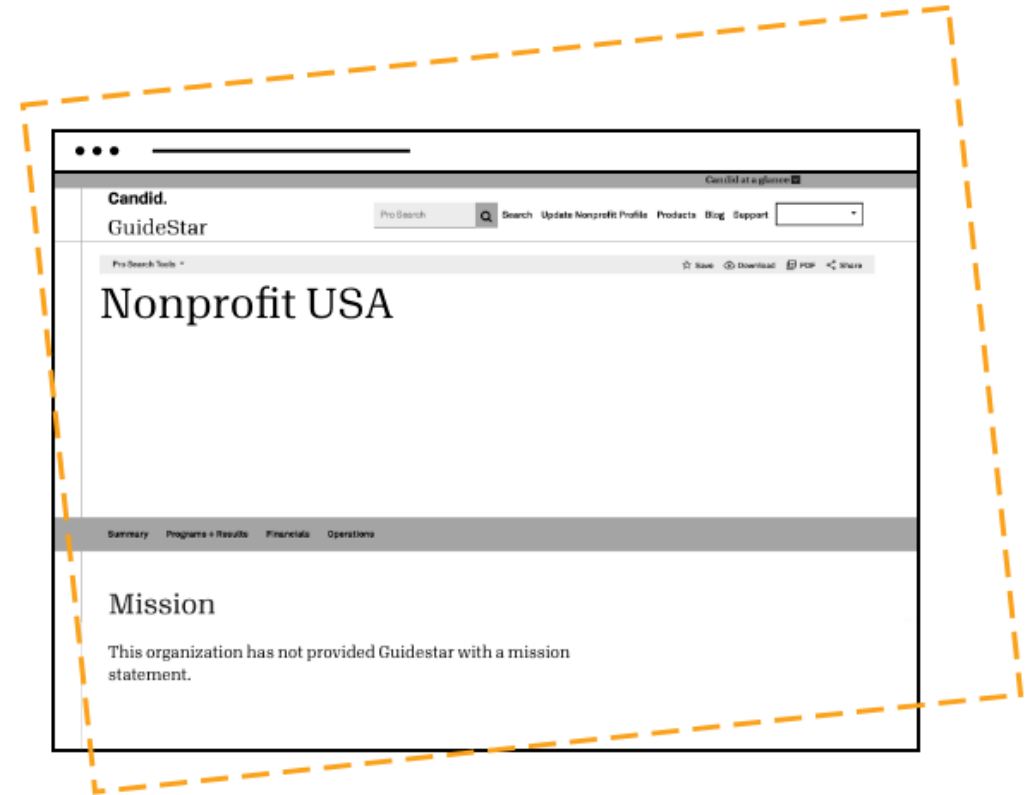 Candid at a glance
Candid.
GuideStar
Pro Search
Search Update Nonprofit Profile Products Blog Support
Pro Search Tools
Save Download PDF Share
Nonprofit USA
Summary Programs + Results Financials Operations
Mission
This organization has not provided Guidestar with a mission
statement.